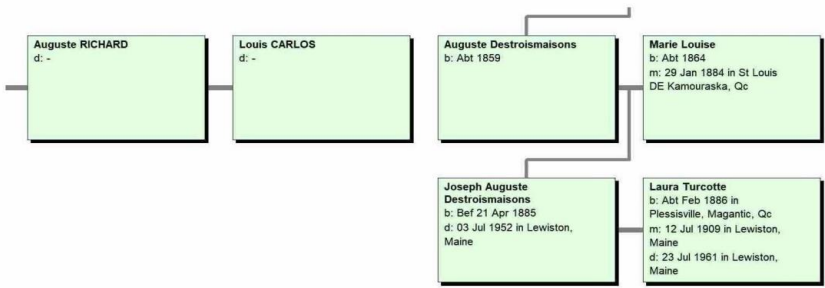 Auguste RICHARD
d: -
Louis CARLOS
d: -
Auguste Destroismaisons
b: Abt 1859
Marie Louise
b: Abt 1864
m: 29 Jan 1884 in St Louis
DE Kamouraska, Qc
Joseph Auguste
Destroismaisons
b: Bef 21 Apr 1885
d: 03 Jul 1952 in Lewiston,
Maine
Laura Turcotte
b: Abt Feb 1886 in
Plessisville, Magantic, Qc
m: 12 Jul 1909 in Lewiston,
Maine
d: 23 Jul 1961 in Lewiston,
Maine